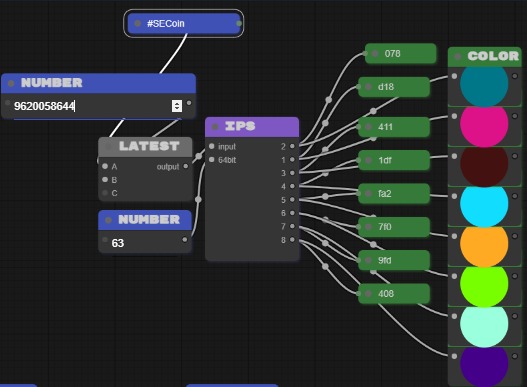 #SECoin
NUMBER
9620058644
LATEST
A
output
B
C
NUMBER
63
IPS
input
2
64bit
1
3
4
5
6
7
8
078
d18
411
1df
fa2
7f0
9fd
408
COLOR